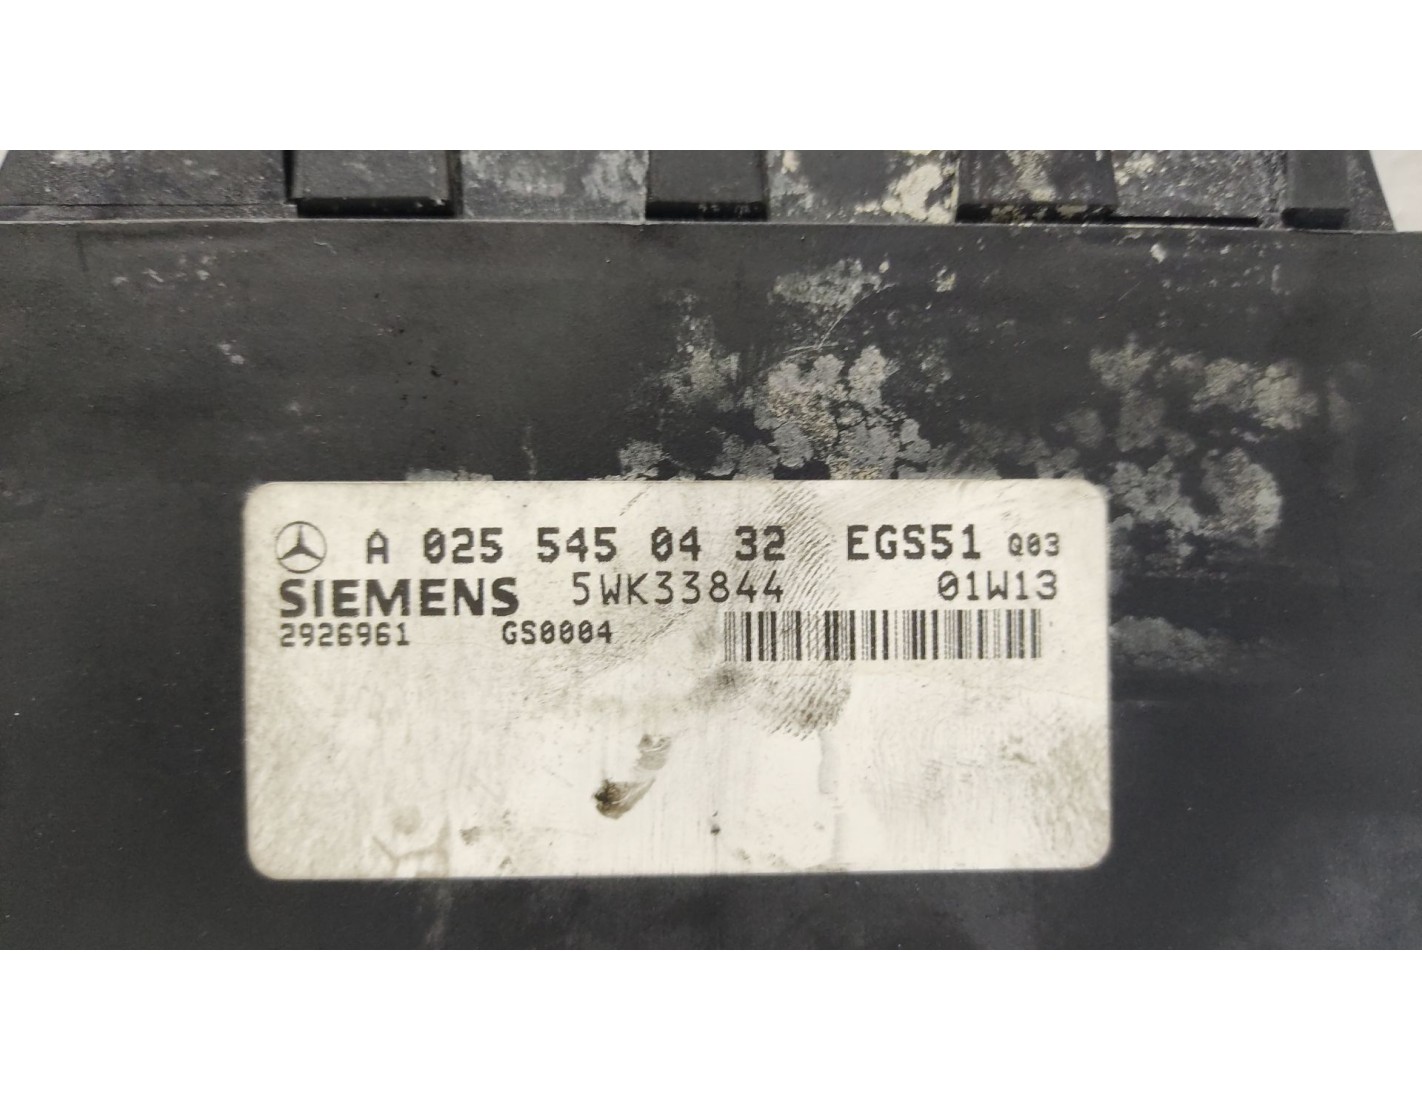 A 025 545 04 32 EGS51 Q03
SIEMENS 5WK33844 01W13
2926961 GS0004